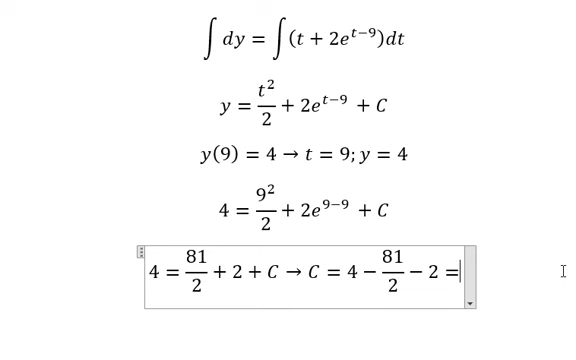 ∫ dy = ∫(t + 2e^{t−9})dt
y = t²/2 + 2e^{t−9} + C
y(9) = 4 → t = 9; y = 4
4 = 9²/2 + 2e^{9−9} + C
4 = 81/2 + 2 + C → C = 4 − 81/2 − 2 =